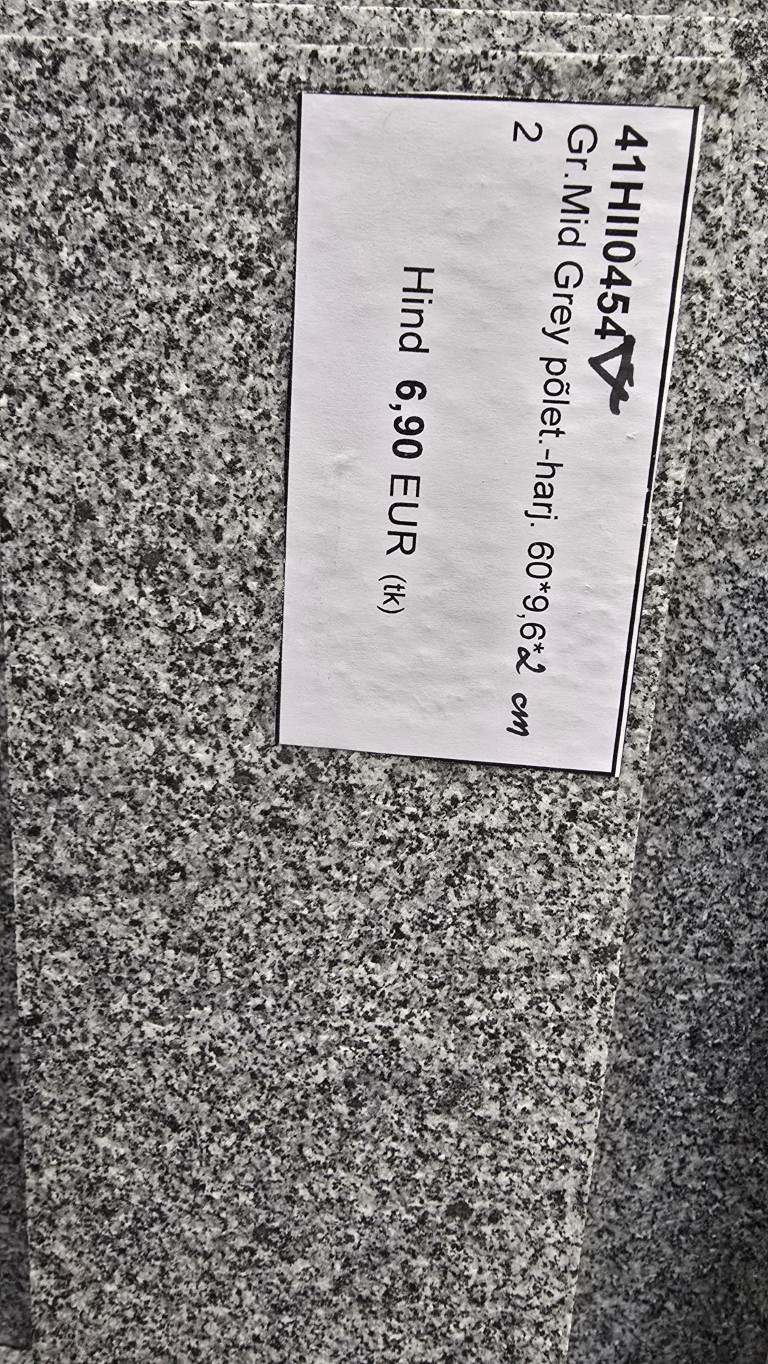 41HII0454
Gr.Mid Grey põlet.-harj. 60*9,6*2 cm
2
Hind 6,90 EUR (tk)